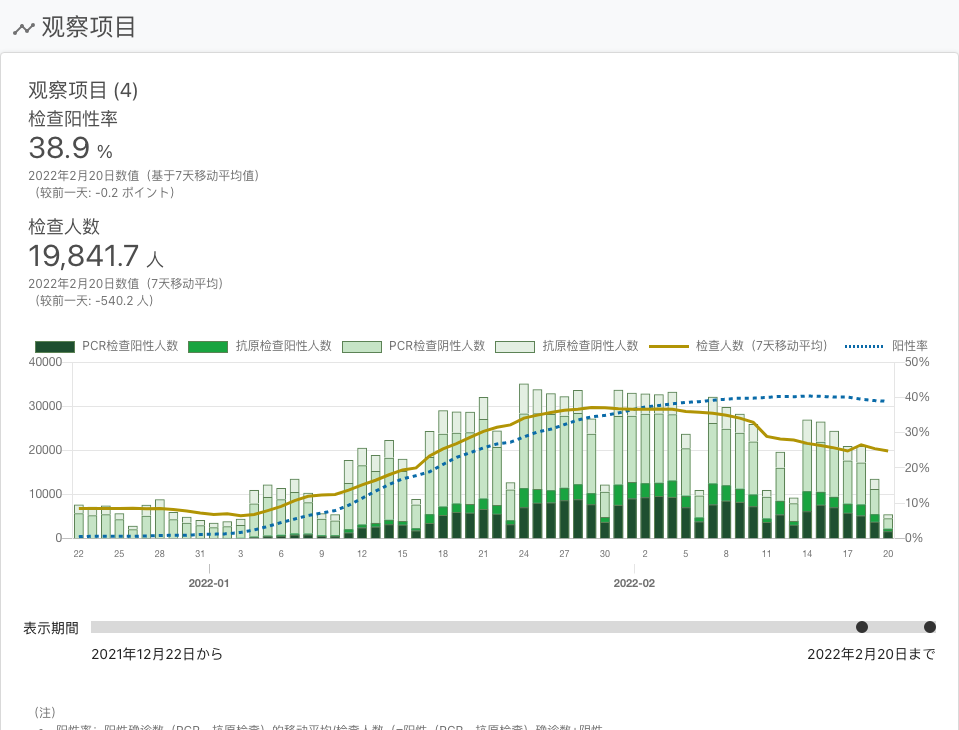 观察项目
观察项目 (4)
检查阳性率
38.9 %
2022年2月20日数值（基于7天移动平均值）
（较前一天: -0.2 ポイント）
检查人数
19,841.7 人
2022年2月20日数值（7天移动平均）
（较前一天: -540.2 人）
PCR检查阳性人数 抗原检查阳性人数 PCR检查阴性人数 抗原检查阴性人数 检查人数（7天移动平均） 阳性率
40000 50%
40%
30000
30%
20000
20%
10000
10%
0 0%
22 25 28 31 3 6 9 12 15 18 21 24 27 30 2 5 8 11 14 17 20
2022-01 2022-02
表示期間
2021年12月22日から 2022年2月20日まで
（注）